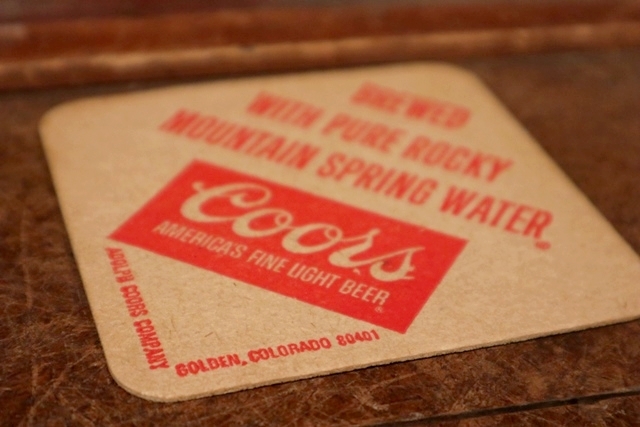 BREWED
WITH PURE ROCKY
MOUNTAIN SPRING WATER®
Coors
AMERICA'S FINE LIGHT BEER®
ADOLPH COORS COMPANY
GOLDEN, COLORADO 80401